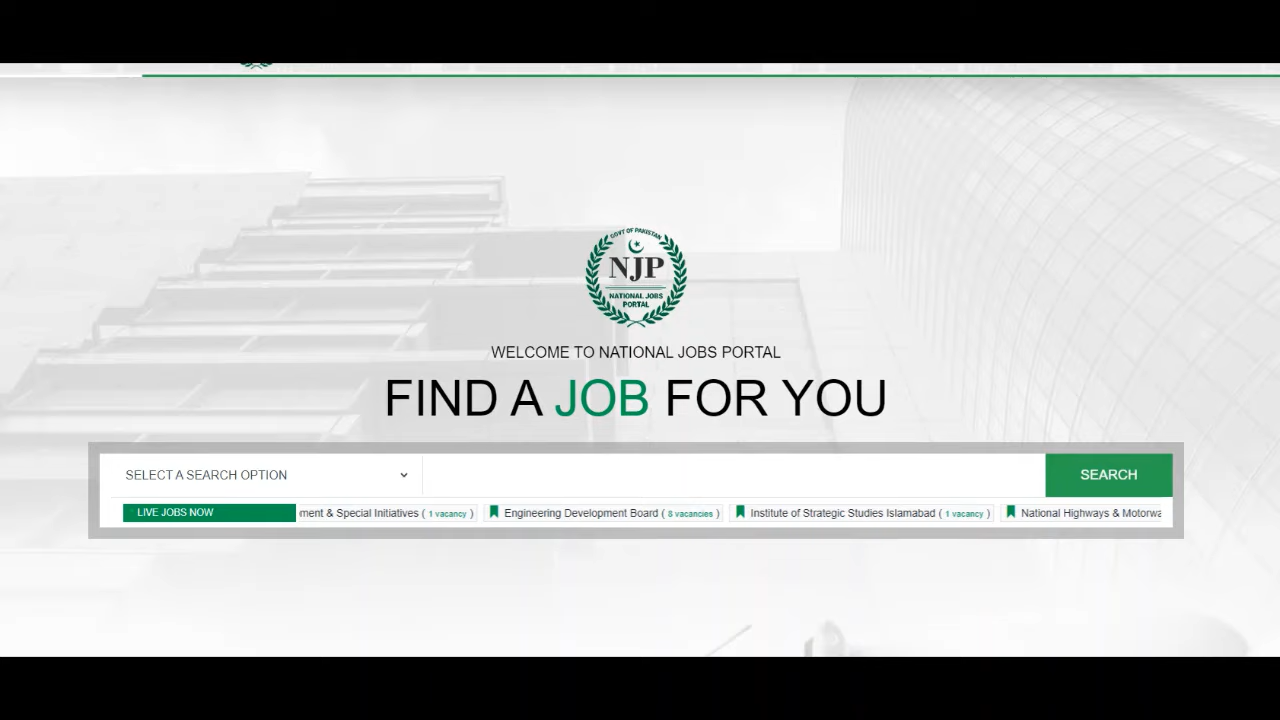 GOVT OF PAKISTAN
NJP
NATIONAL JOBS
PORTAL
WELCOME TO NATIONAL JOBS PORTAL
FIND A JOB FOR YOU
SELECT A SEARCH OPTION
SEARCH
LIVE JOBS NOW ment & Special Initiatives ( 1 vacancy ) Engineering Development Board ( 8 vacancies ) Institute of Strategic Studies Islamabad ( 1 vacancy ) National Highways & Motorwa